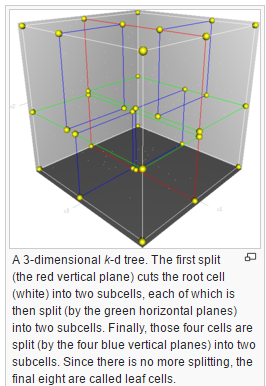 A 3-dimensional k-d tree. The first split
(the red vertical plane) cuts the root cell
(white) into two subcells, each of which is
then split (by the green horizontal planes)
into two subcells. Finally, those four cells are
split (by the four blue vertical planes) into two
subcells. Since there is no more splitting, the
final eight are called leaf cells.